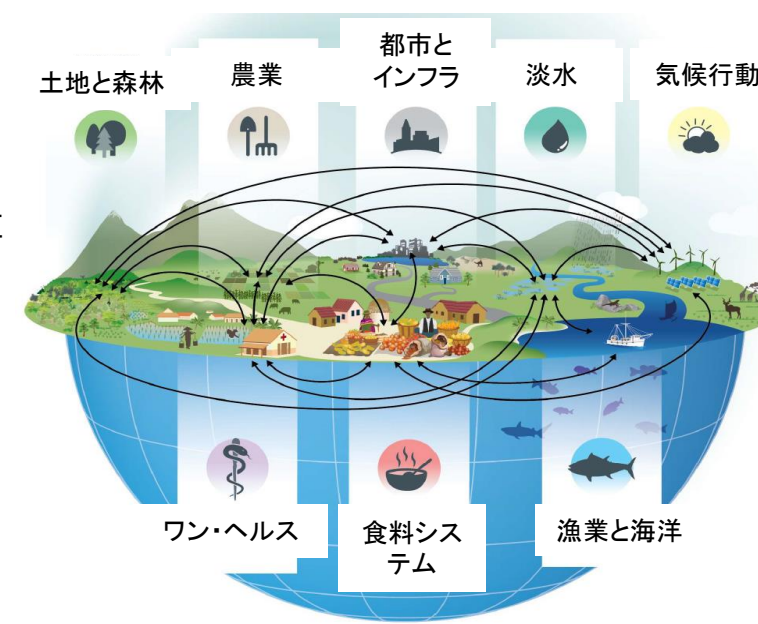 土地と森林
農業
都市と
インフラ
淡水
気候行動
ワン・ヘルス
食料シス
テム
漁業と海洋